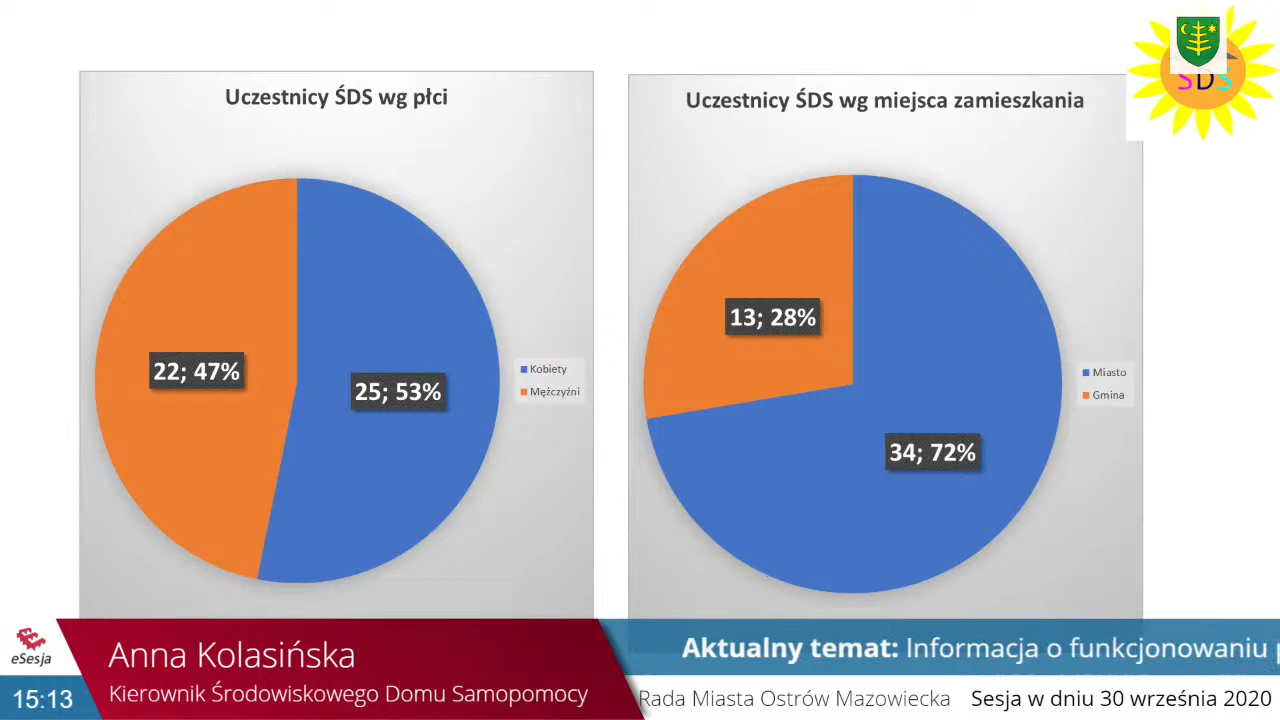 Uczestnicy ŚDS wg płci
22; 47%
25; 53%
Kobiety
Mężczyźni
Uczestnicy ŚDS wg miejsca zamieszkania
13; 28%
34; 72%
Miasto
Gmina
SDS
eSesja
15:13
Anna Kolasińska
Kierownik Środowiskowego Domu Samopomocy
Aktualny temat: Informacja o funkcjonowaniu
Rada Miasta Ostrów Mazowiecka Sesja w dniu 30 września 2020